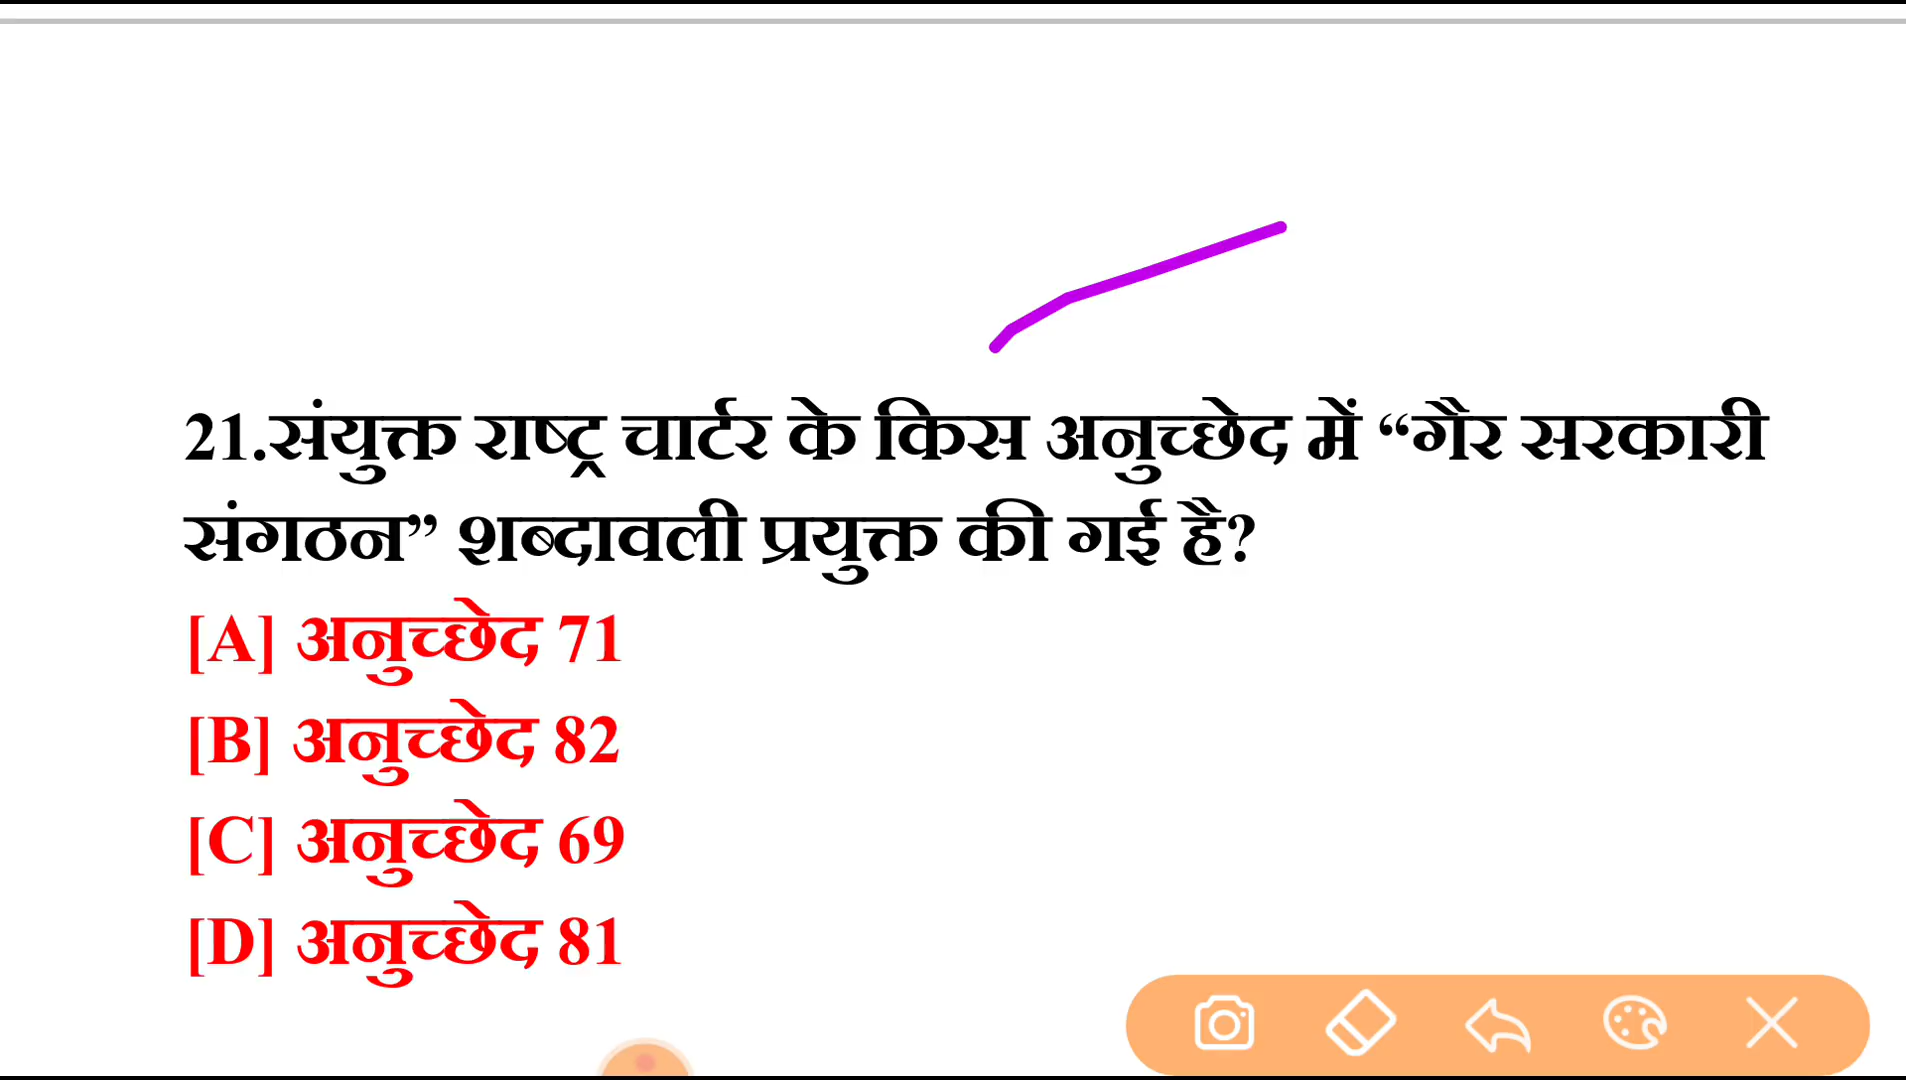 21.संयुक्त राष्ट्र चार्टर के किस अनुच्छेद में “गैर सरकारी
संगठन” शब्दावली प्रयुक्त की गई है?
[A] अनुच्छेद 71
[B] अनुच्छेद 82
[C] अनुच्छेद 69
[D] अनुच्छेद 81